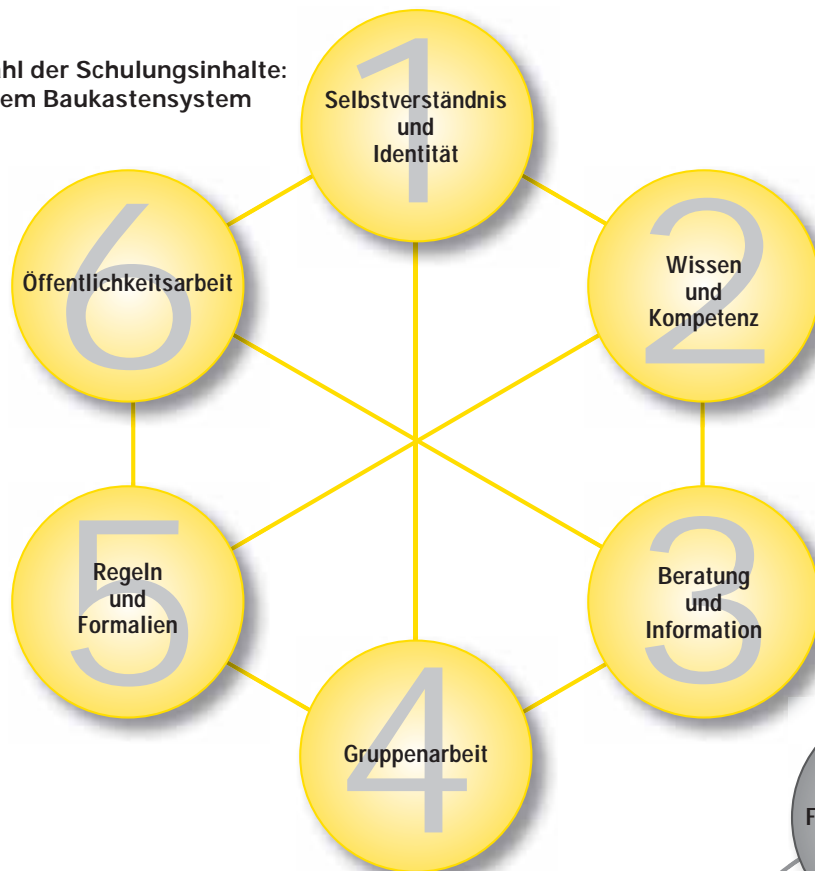 ahl der Schulungsinhalte:
em Baukastensystem
1
Selbstverständnis
und
Identität
2
Wissen
und
Kompetenz
3
Beratung
und
Information
4
Gruppenarbeit
5
Regeln
und
Formalien
6
Öffentlichkeitsarbeit
F